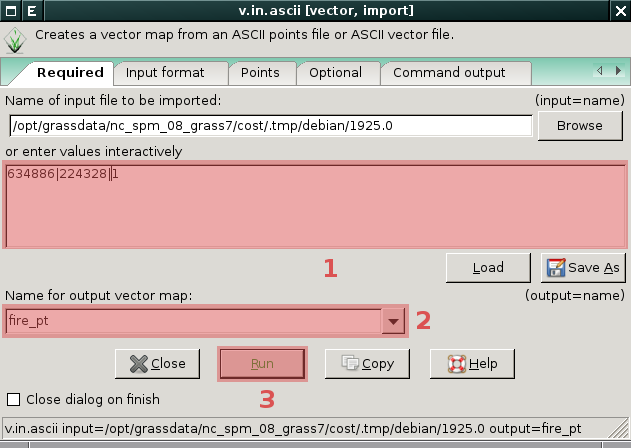 v.in.ascii [vector, import]
Creates a vector map from an ASCII points file or ASCII vector file.
Required Input format Points Optional Command output
Name of input file to be imported: (input=name)
/opt/grassdata/nc_spm_08_grass7/cost/.tmp/debian/1925.0 Browse
or enter values interactively
634886|224328|1
1 Load Save As
Name for output vector map: (output=name)
fire_pt 2
Close Run Copy Help
3
Close dialog on finish
v.in.ascii input=/opt/grassdata/nc_spm_08_grass7/cost/.tmp/debian/1925.0 output=fire_pt